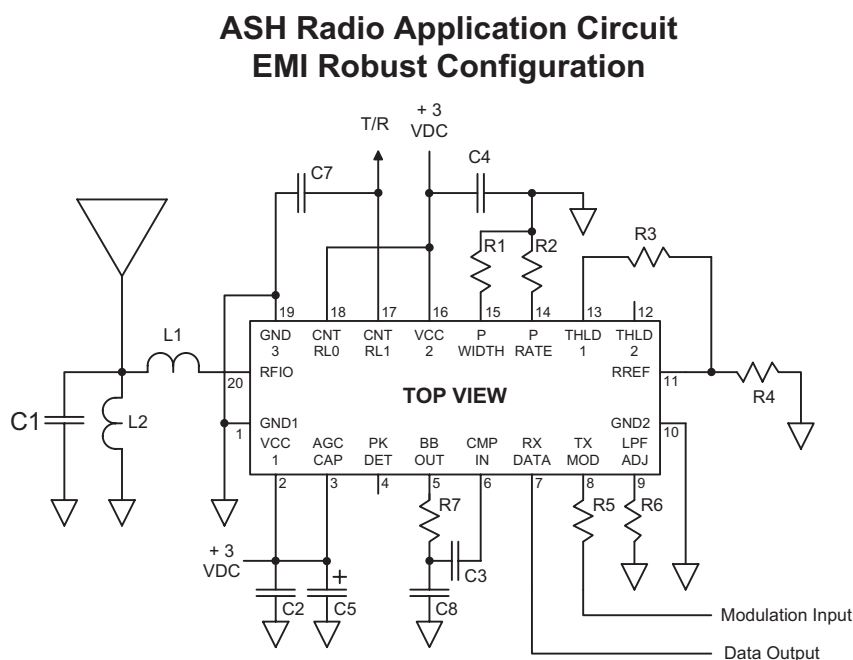 ASH Radio Application Circuit
EMI Robust Configuration
T/R
+ 3
VDC
C7
C4
R1
R2
R3
19
18
17
16
15
14
13
12
GND
3
CNT
RL0
CNT
RL1
VCC
2
P
WIDTH
P
RATE
THLD
1
THLD
2
L1
20
RFIO
RREF
11
R4
TOP VIEW
C1
L2
1
GND1
GND2
10
VCC
1
AGC
CAP
PK
DET
BB
OUT
CMP
IN
RX
DATA
TX
MOD
LPF
ADJ
2
3
4
5
6
7
8
9
R7
R5
R6
+ 3
VDC
+
C3
C2
C5
C8
Modulation Input
Data Output